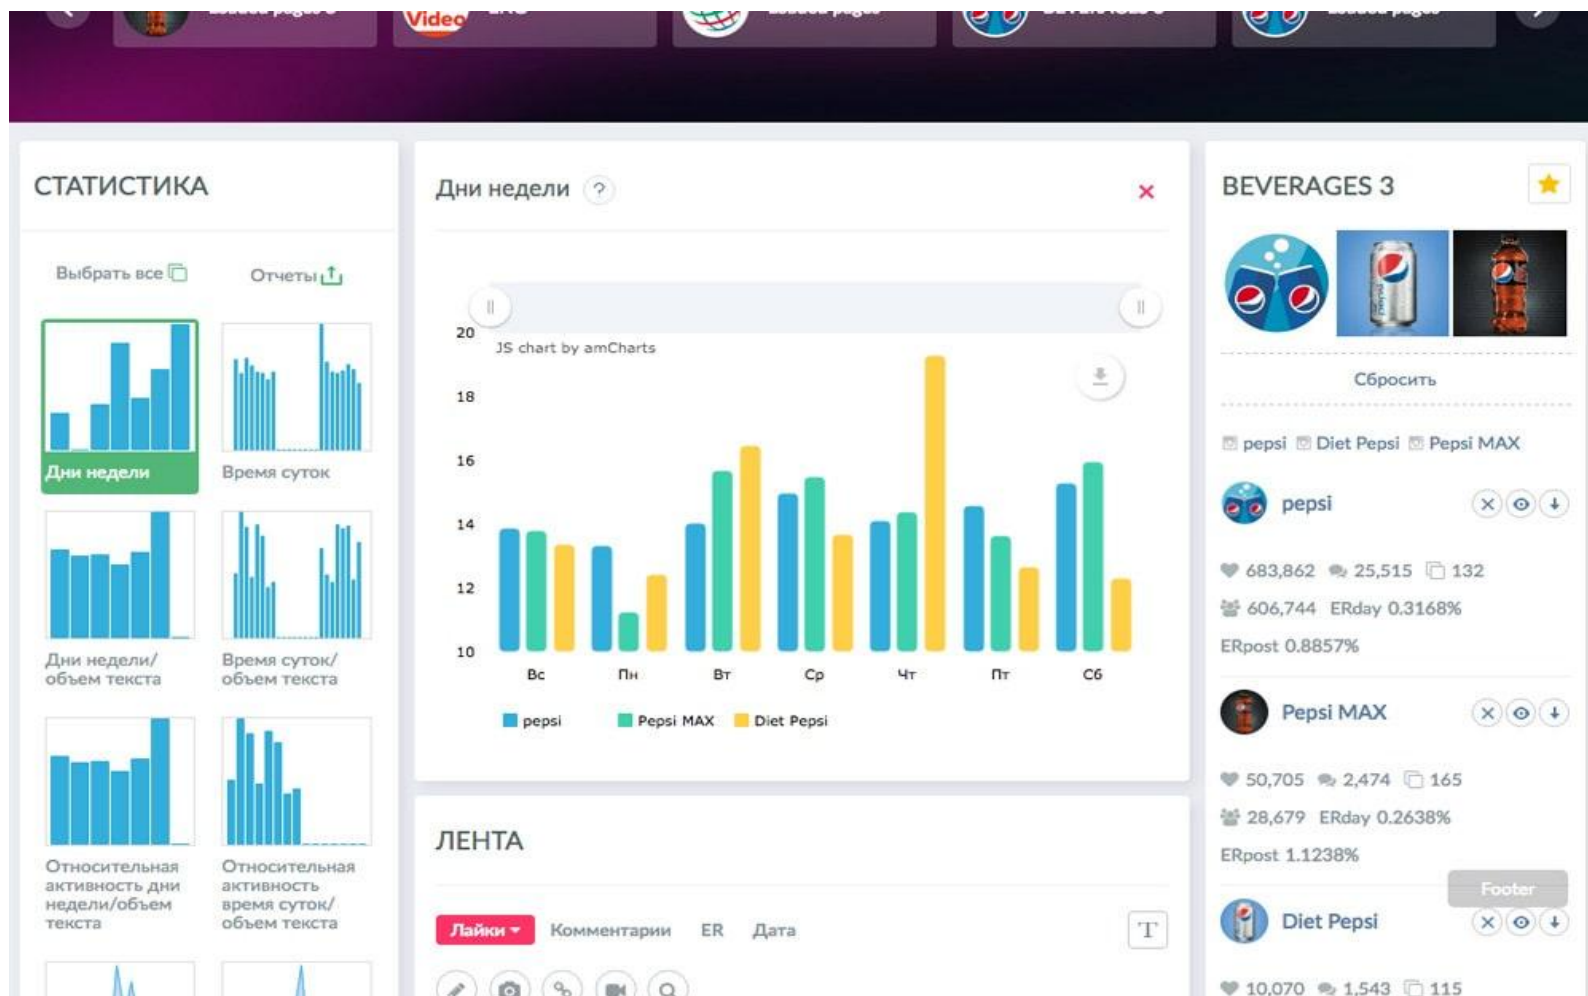 Video
СТАТИСТИКА
Выбрать все
Отчеты
Дни недели
Время суток
Дни недели/
объем текста
Время суток/
объем текста
Относительная
активность дни
недели/объем
текста
Относительная
активность
время суток/
объем текста
Дни недели ?
20
JS chart by amCharts
18
16
14
12
10
Вс Пн Вт Ср Чт Пт Сб
pepsi Pepsi MAX Diet Pepsi
ЛЕНТА
Лайки Комментарии ER Дата
T
BEVERAGES 3
Сбросить
pepsi Diet Pepsi Pepsi MAX
pepsi
683,862 25,515 132
606,744 ERday 0.3168%
ERpost 0.8857%
Pepsi MAX
50,705 2,474 165
28,679 ERday 0.2638%
ERpost 1.1238%
Footer
Diet Pepsi
10,070 1,543 115